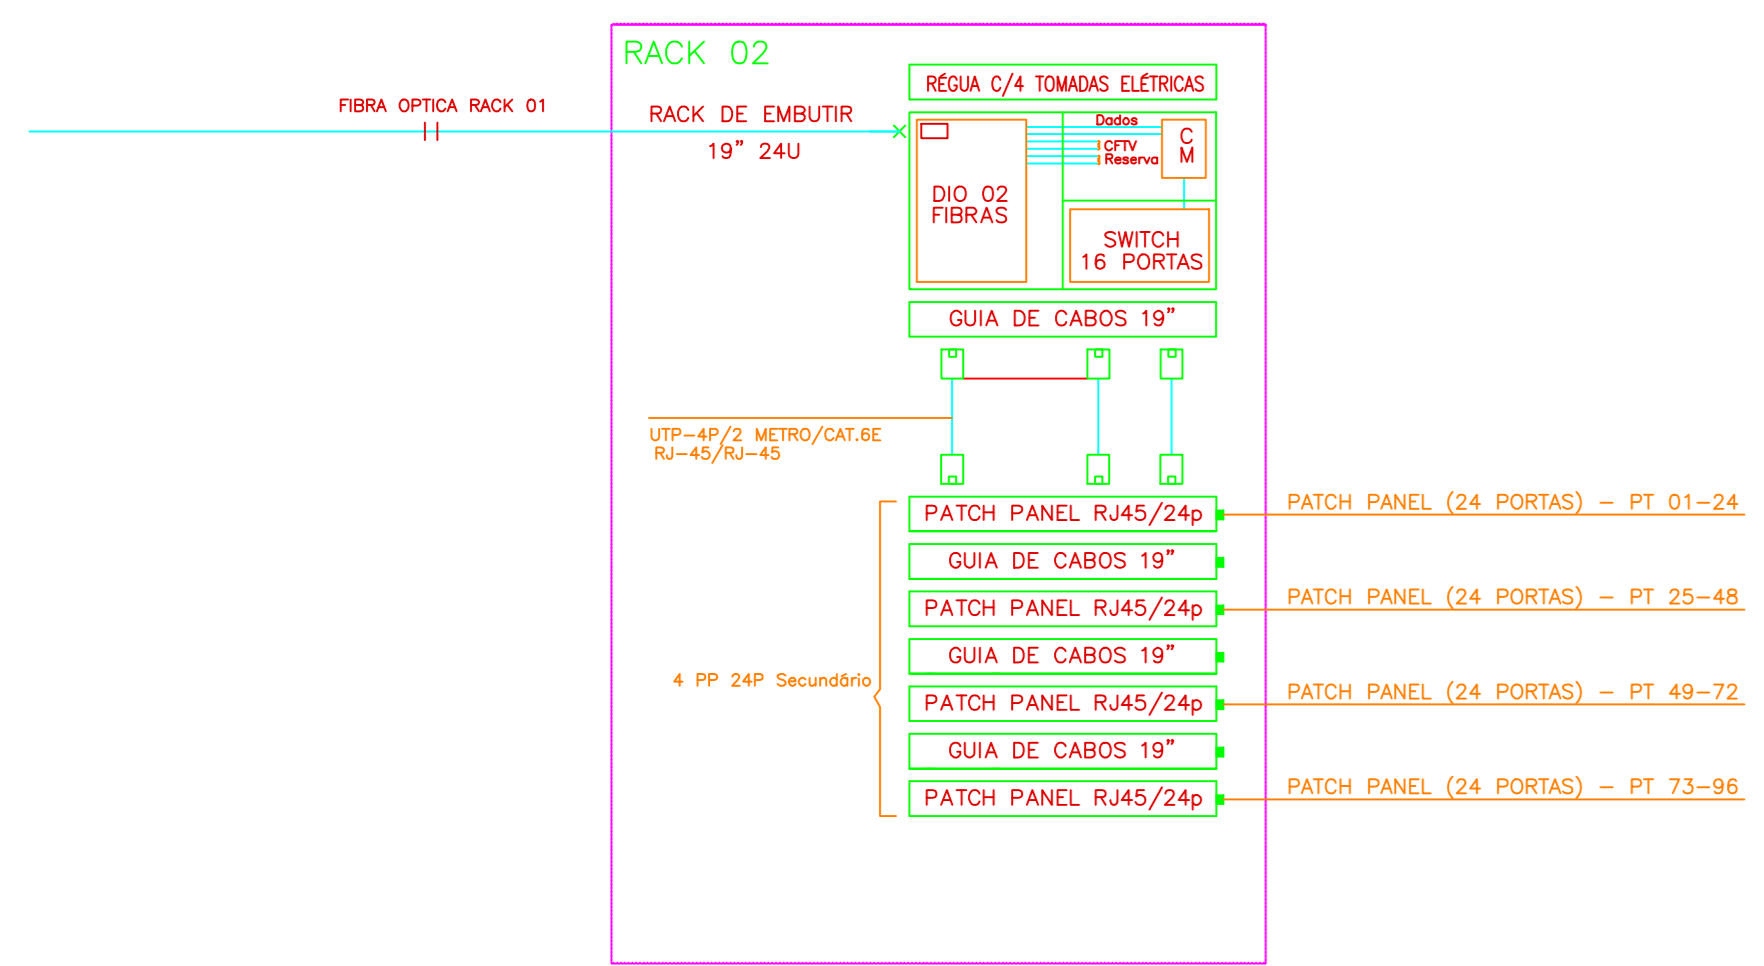 RACK 02
RÉGUA C/4 TOMADAS ELÉTRICAS
FIBRA OPTICA RACK 01
RACK DE EMBUTIR
19" 24U
Dados
CFTV
Reserva
C
M
DIO 02
FIBRAS
SWITCH
16 PORTAS
GUIA DE CABOS 19"
UTP-4P/2 METRO/CAT.6E
RJ-45/RJ-45
PATCH PANEL RJ45/24p
PATCH PANEL (24 PORTAS) - PT 01-24
GUIA DE CABOS 19"
PATCH PANEL RJ45/24p
PATCH PANEL (24 PORTAS) - PT 25-48
GUIA DE CABOS 19"
4 PP 24P Secundário
PATCH PANEL RJ45/24p
PATCH PANEL (24 PORTAS) - PT 49-72
GUIA DE CABOS 19"
PATCH PANEL RJ45/24p
PATCH PANEL (24 PORTAS) - PT 73-96